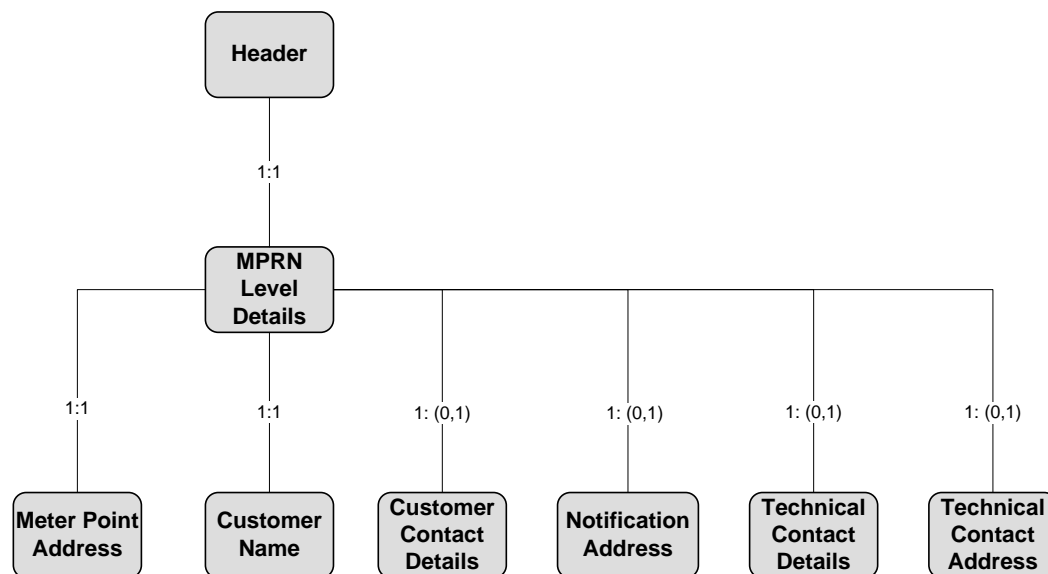 Header
1:1
MPRN
Level
Details
1:1
1:1
1: (0,1)
1: (0,1)
1: (0,1)
1: (0,1)
Meter Point
Address
Customer
Name
Customer
Contact
Details
Notification
Address
Technical
Contact
Details
Technical
Contact
Address